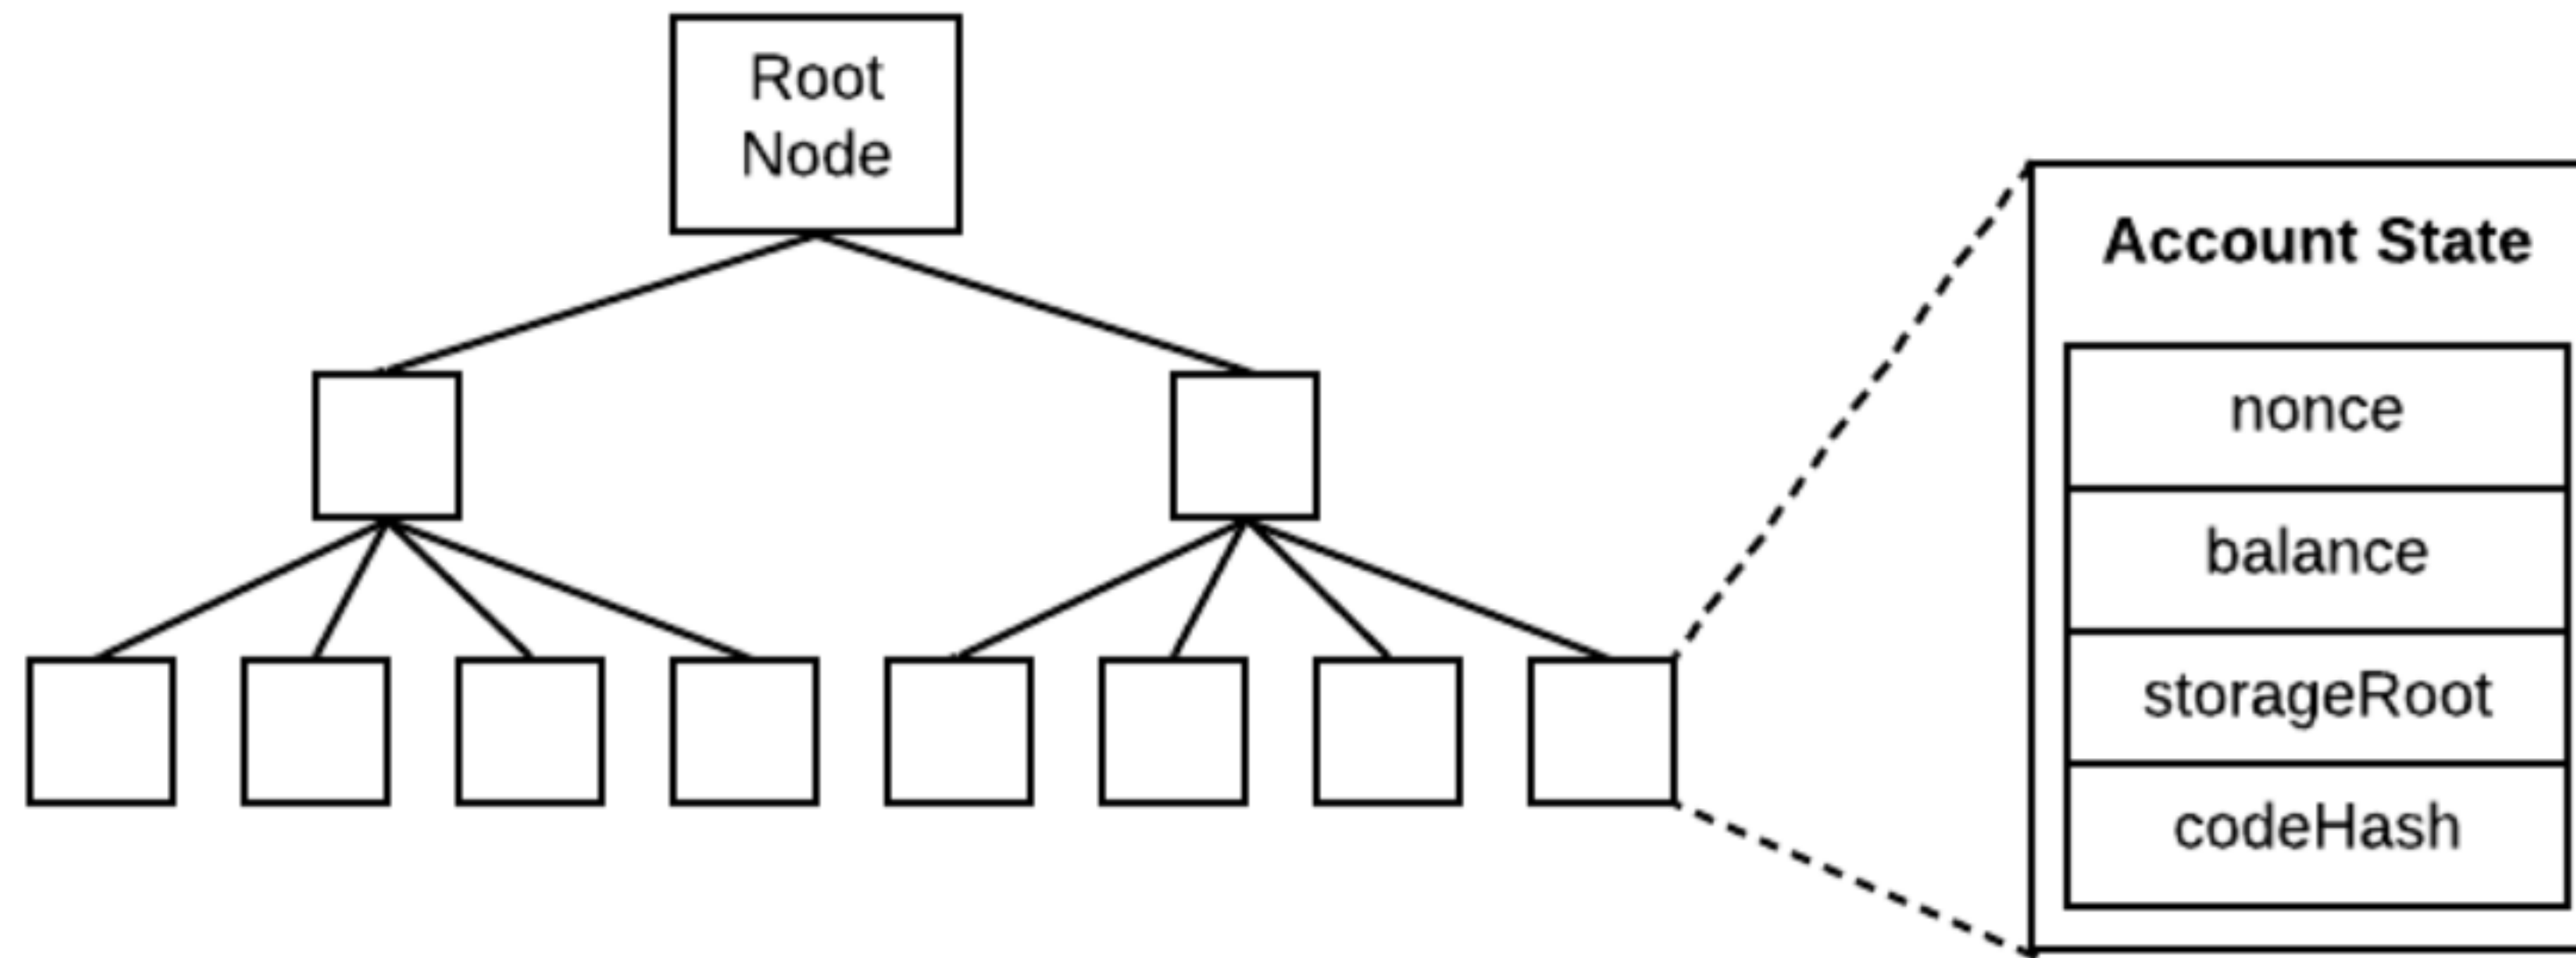 Root
Node
Account State
nonce
balance
storageRoot
codeHash